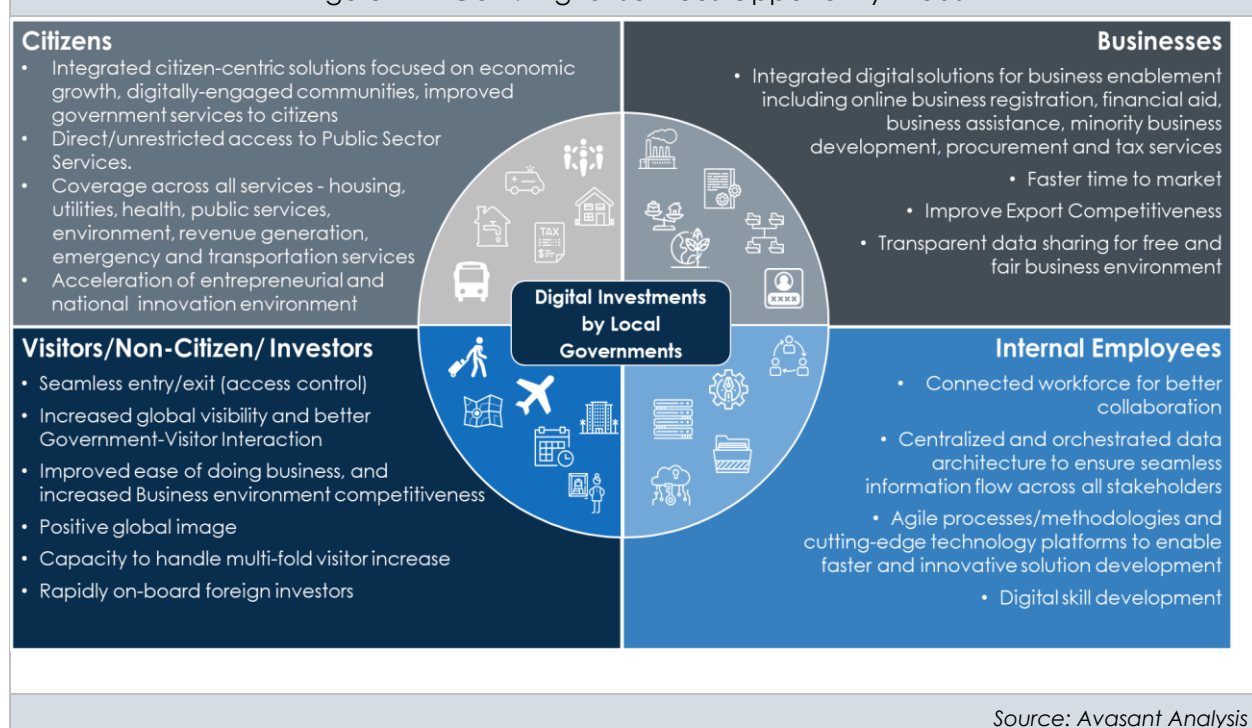 Citizens
• Integrated citizen-centric solutions focused on economic
growth, digitally-engaged communities, improved
government services to citizens
• Direct/unrestricted access to Public Sector
Services.
• Coverage across all services - housing,
utilities, health, public services,
environment, revenue generation,
emergency and transportation services
• Acceleration of entrepreneurial and
national innovation environment
Businesses
• Integrated digital solutions for business enablement
including online business registration, financial aid,
business assistance, minority business
development, procurement and tax services
• Faster time to market
• Improve Export Competitiveness
• Transparent data sharing for free and
fair business environment
TAX
XXXX
Digital Investments
by Local
Governments
Visitors/Non-Citizen/ Investors
• Seamless entry/exit (access control)
• Increased global visibility and better
Government-Visitor Interaction
• Improved ease of doing business, and
increased Business environment competitiveness
• Positive global image
• Capacity to handle multi-fold visitor increase
• Rapidly on-board foreign investors
Internal Employees
• Connected workforce for better
collaboration
• Centralized and orchestrated data
architecture to ensure seamless
information flow across all stakeholders
• Agile processes/methodologies and
cutting-edge technology platforms to enable
faster and innovative solution development
• Digital skill development
Source: Avasant Analysis